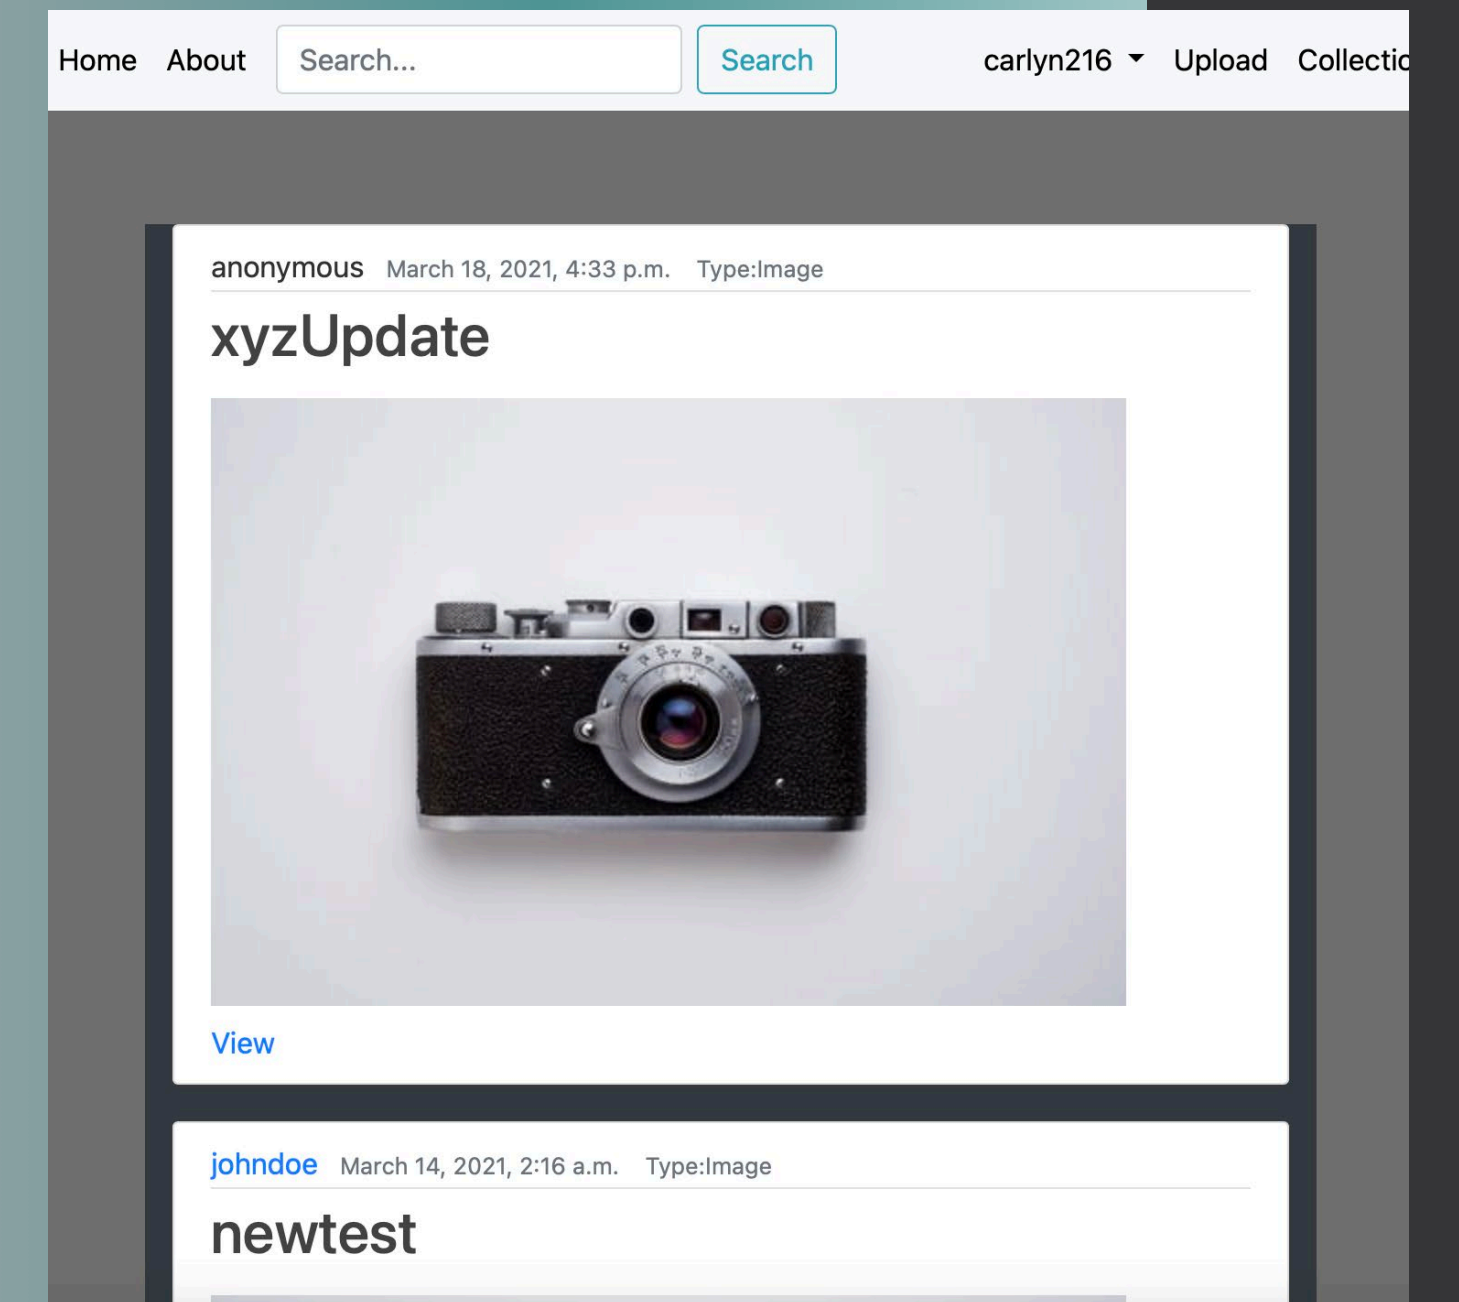 Home About Search... Search carlyn216 Upload Collectio
anonymous March 18, 2021, 4:33 p.m. Type:Image
xyzUpdate
View
johndoe March 14, 2021, 2:16 a.m. Type:Image
newtest